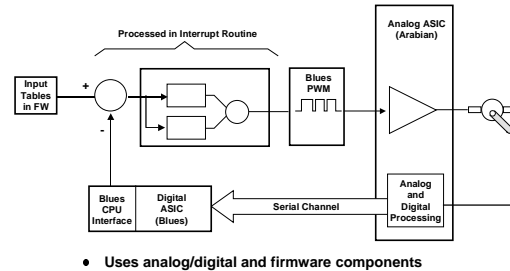 Processed in Interrupt Routine
Analog ASIC
(Arabian)
Input
Tables
in FW
+
-
Blues
PWM
Blues
CPU
Interface
Digital
ASIC
(Blues)
Serial Channel
Analog
and
Digital
Processing
• Uses analog/digital and firmware components